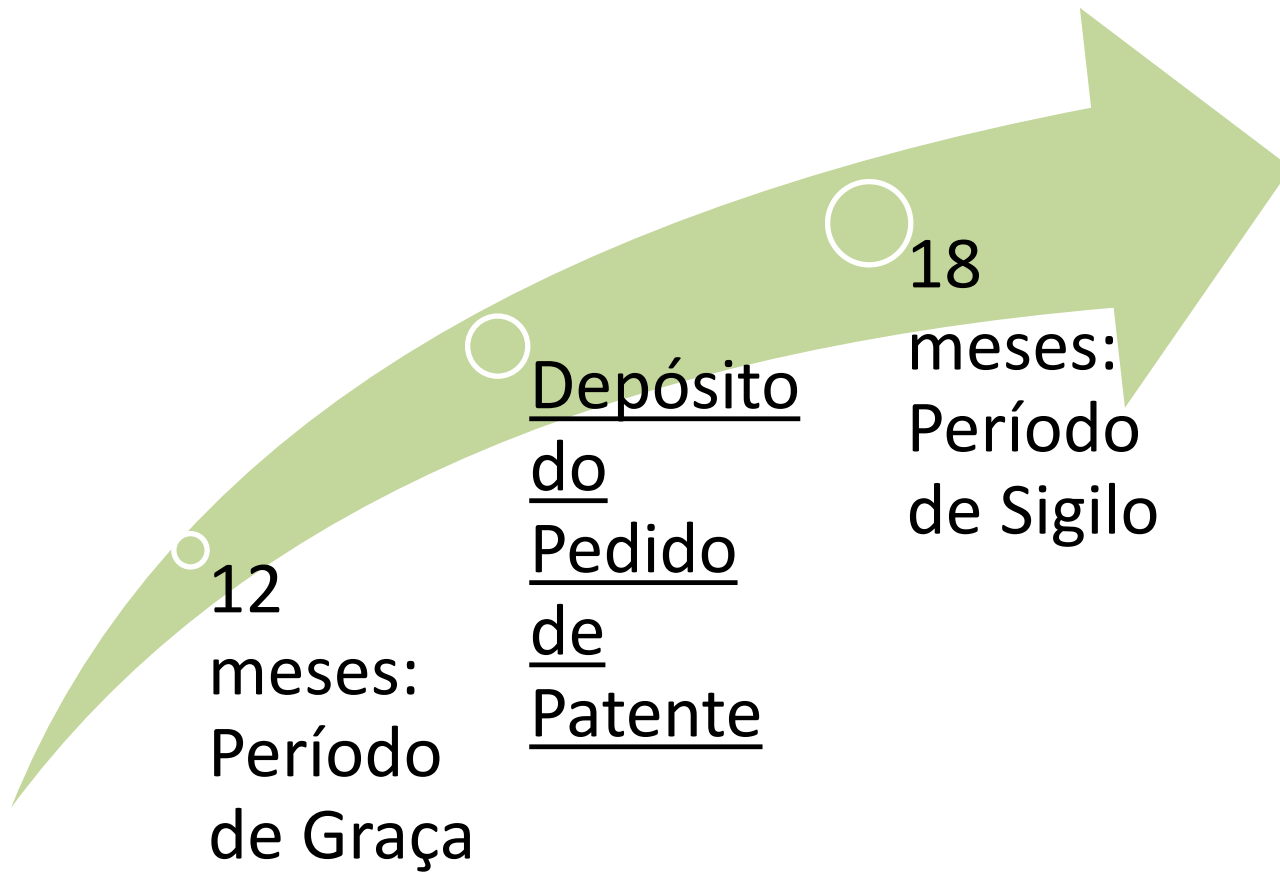 12
meses:
Período
de Graça
Depósito
do
Pedido
de
Patente
18
meses:
Período
de Sigilo